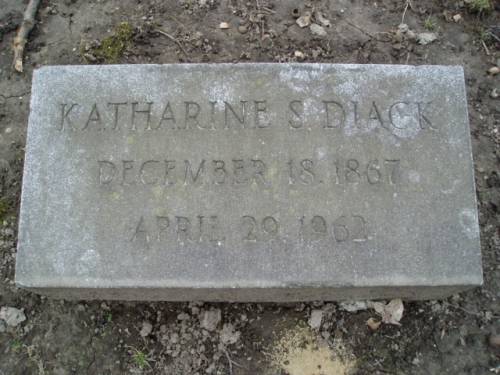 KATHARINE S. DIACK
DECEMBER 18. 1867
APRIL 29. 1962